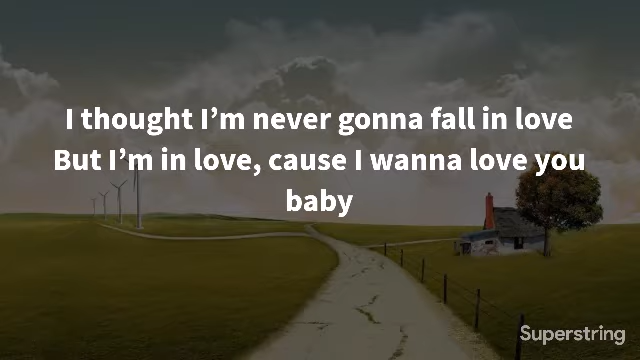 I thought I’m never gonna fall in love
But I’m in love, cause I wanna love you
baby
Superstring